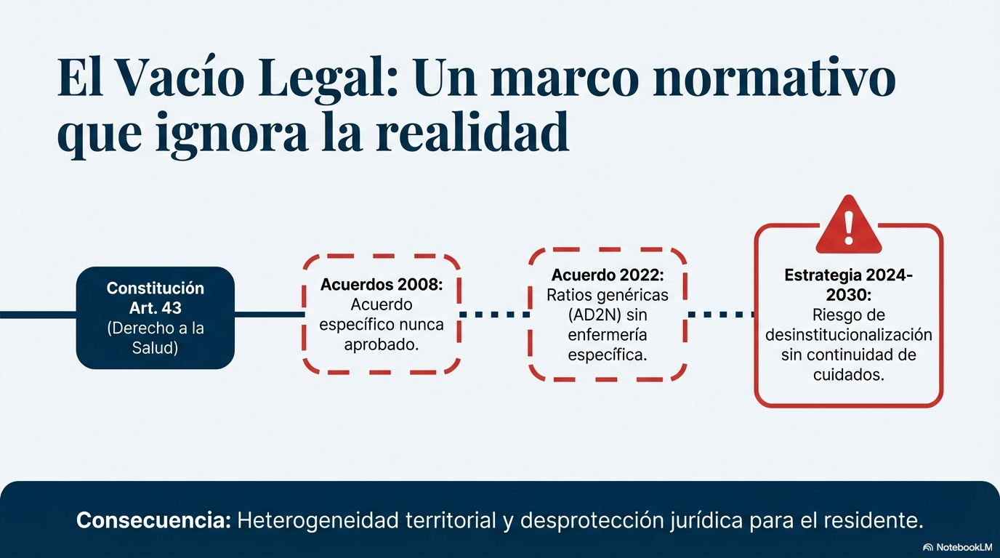 El Vacío Legal: Un marco normativo
que ignora la realidad
Constitución
Art. 43
(Derecho a la
Salud)
Acuerdos 2008:
Acuerdo
específico nunca
aprobado.
Acuerdo 2022:
Ratios genéricas
(AD2N) sin
enfermería
específica.
Estrategia 2024-
2030:
Riesgo de
desinstitucionalización
sin continuidad de
cuidados.
Consecuencia: Heterogeneidad territorial y desprotección jurídica para el residente.
NotebookLM